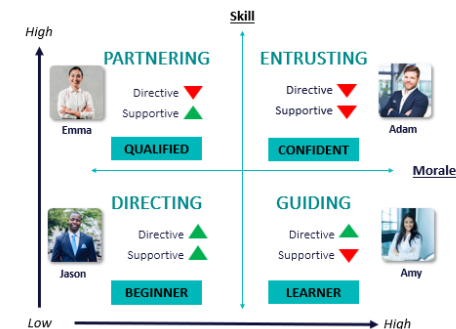 Skill
High
PARTNERING
Directive
Supportive
Emma
QUALIFIED
ENTRUSTING
Directive
Supportive
Adam
CONFIDENT
Morale
DIRECTING
Directive
Supportive
Jason
BEGINNER
GUIDING
Directive
Supportive
Amy
LEARNER
Low
High